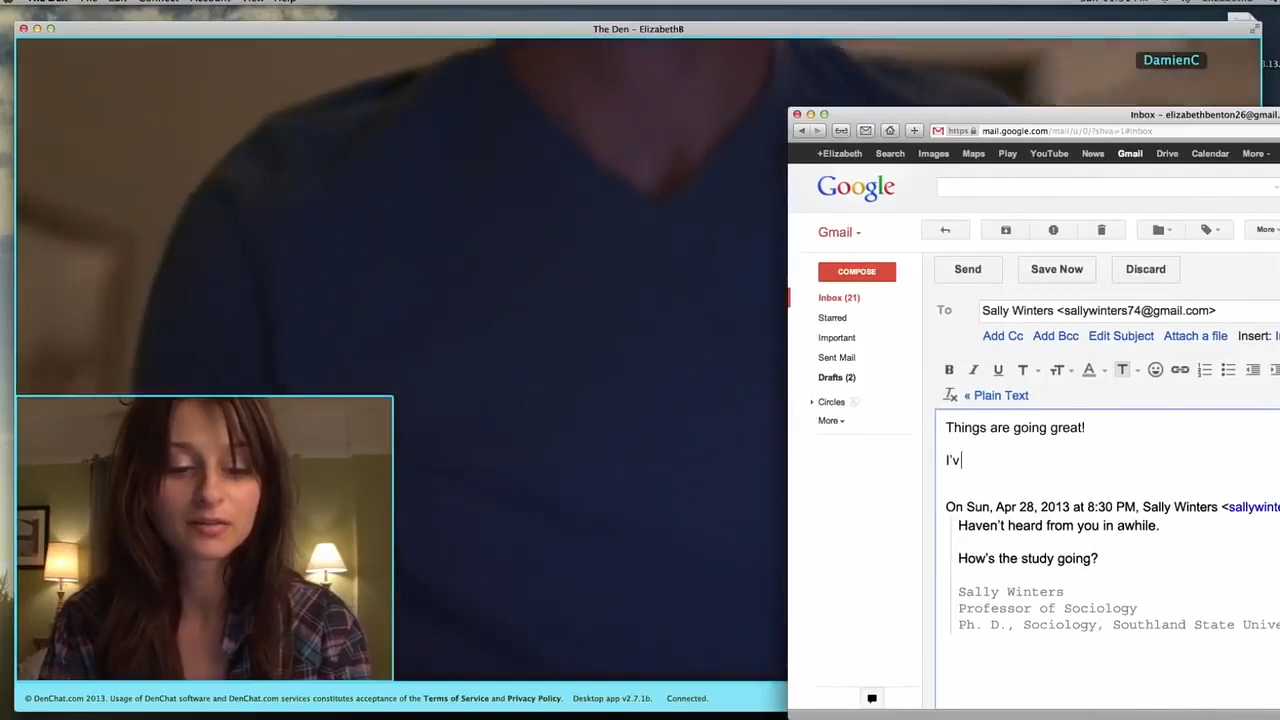 The Den – ElizabethB
DamienC
Inbox – elizabethbenton26@gmail.
https mail.google.com/mail/u/0/?shva=1#inbox
+Elizabeth Search Images Maps Play YouTube News Gmail Drive Calendar More
Google
Gmail
More
COMPOSE
Send Save Now Discard
Inbox (21)
Starred
Important
Sent Mail
Drafts (2)
Circles
More
To Sally Winters <sallywinters74@gmail.com>
Add Cc Add Bcc Edit Subject Attach a file Insert:
« Plain Text
Things are going great!
I'v
On Sun, Apr 28, 2013 at 8:30 PM, Sally Winters <sallywinte
Haven't heard from you in awhile.
How's the study going?
Sally Winters
Professor of Sociology
Ph. D., Sociology, Southland State Unive
© DenChat.com 2013. Usage of DenChat software and DenChat.com services constitutes acceptance of the Terms of Service and Privacy Policy. Desktop app v2.7.1b. Connected.